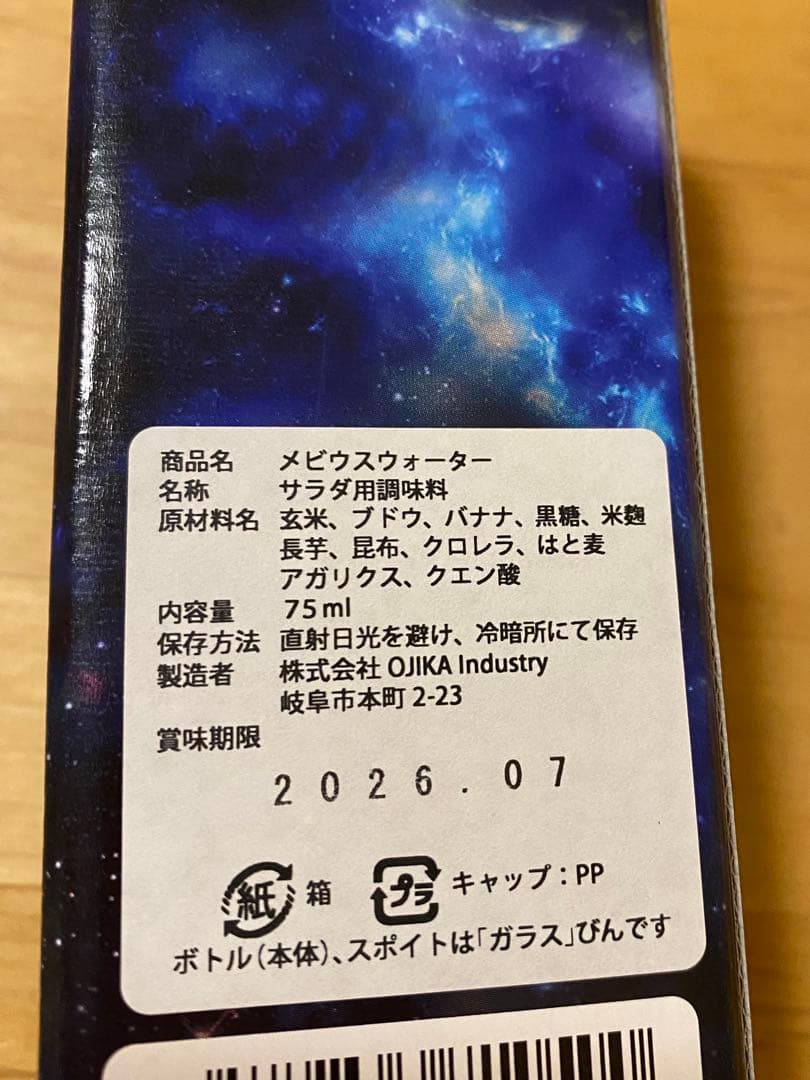 商品名 メビウスウォーター
名称 サラダ用調味料
原材料名 玄米、ブドウ、バナナ、黒糖、米麹
長芋、昆布、クロレラ、はと麦
アガリクス、クエン酸
内容量 75ml
保存方法 直射日光を避け、冷暗所にて保存
製造者 株式会社 OJIKA Industry
岐阜市本町 2-23
賞味期限
2026.07
紙 箱 プラ キャップ：PP
ボトル（本体）、スポイトは「ガラス」びんです